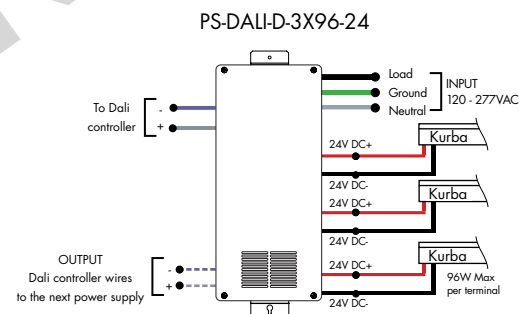 PS-DALI-D-3X96-24
Load
Ground
Neutral
INPUT
120 - 277VAC
To Dali
controller
-
+
24V DC+
Kurba
24V DC-
24V DC+
Kurba
24V DC-
24V DC+
Kurba
96W Max
per terminal
24V DC-
OUTPUT
Dali controller wires
to the next power supply
-
+